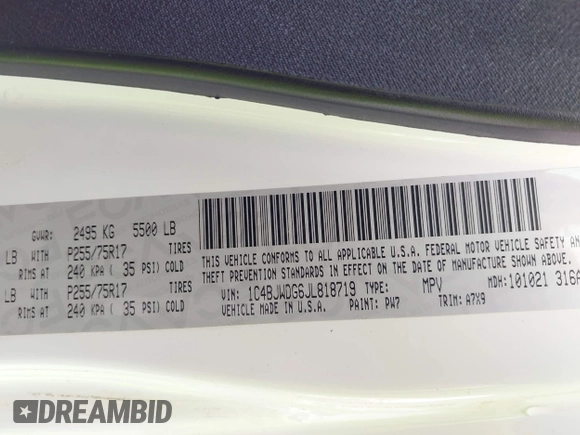 GVWR: 2495 KG 5500 LB
LB WITH P255/75R17 TIRES
RIMS AT 240 KPA ( 35 PSI) COLD
LB P255/75R17 TIRES
RIMS AT 240 KPA ( 35 PSI) COLD
THIS VEHICLE CONFORMS TO ALL APPLICABLE U.S.A. FEDERAL MOTOR VEHICLE SAFETY AN
THEFT PREVENTION STANDARDS IN EFFECT ON THE DATE OF MANUFACTURE SHOWN ABOV
VIN: 1C4BJWDG6JL818719 TYPE: MPV MDH: 101021 316A
VEHICLE MADE IN U.S.A. PAINT: PW7 TRIM: A7X9
DREAMBID